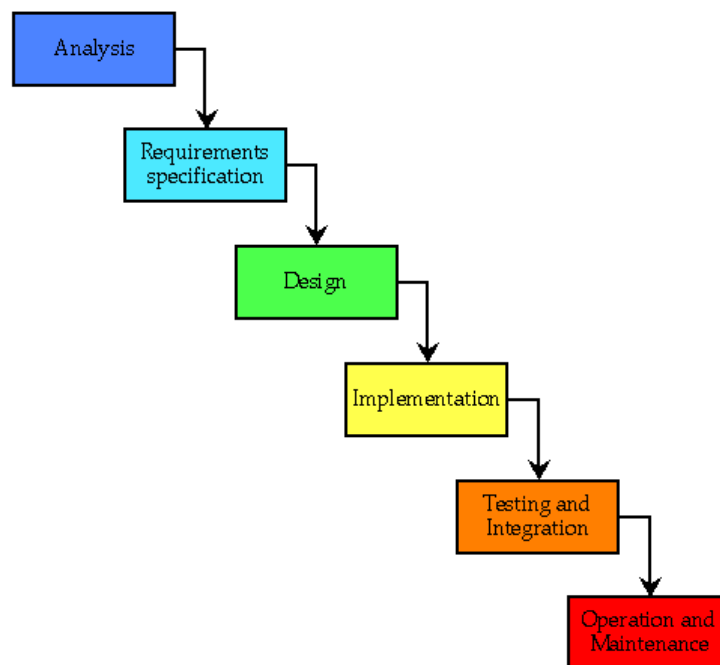 Analysis
Requirements
specification
Design
Implementation
Testing and
Integration
Operation and
Maintenance